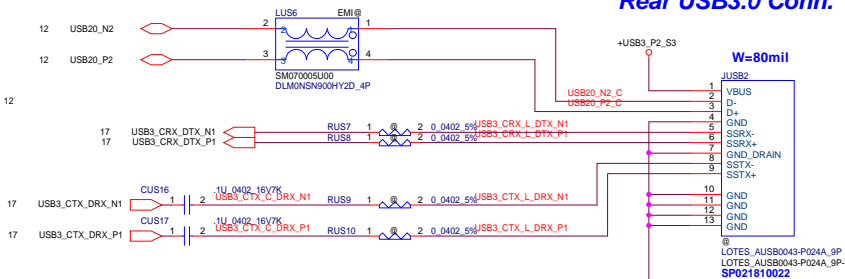 Rear USB3.0 Conn.
LUS6 EMI@
12 USB20_N2 2 2 1 1
12 USB20_P2 3 3 4 4
SM070005U00
DLM0NSN900HY2D_4P
+USB3_P2_S3
W=80mil
JUSB2
USB20_N2_C
USB20_P2_C
1 VBUS
2 D-
3 D+
4 GND
5 SSRX-
6 SSRX+
7 GND_DRAIN
8 SSTX-
9 SSTX+
10 GND
11 GND
12 GND
13 GND
@
LOTES_AUSB0043-P024A_9P
LOTES_AUSB0043-P024A_9P-
SP021810022
12
17 USB3_CRX_DTX_N1 RUS7 1 @ 2 0_0402_5% USB3_CRX_L_DTX_N1
17 USB3_CRX_DTX_P1 RUS8 1 @ 2 0_0402_5% USB3_CRX_L_DTX_P1
CUS16 .1U_0402_16V7K
17 USB3_CTX_DRX_N1 1 2 USB3_CTX_C_DRX_N1 RUS9 1 @ 2 0_0402_5% USB3_CTX_L_DRX_N1
CUS17 .1U_0402_16V7K
17 USB3_CTX_DRX_P1 1 2 USB3_CTX_C_DRX_P1 RUS10 1 @ 2 0_0402_5% USB3_CTX_L_DRX_P1